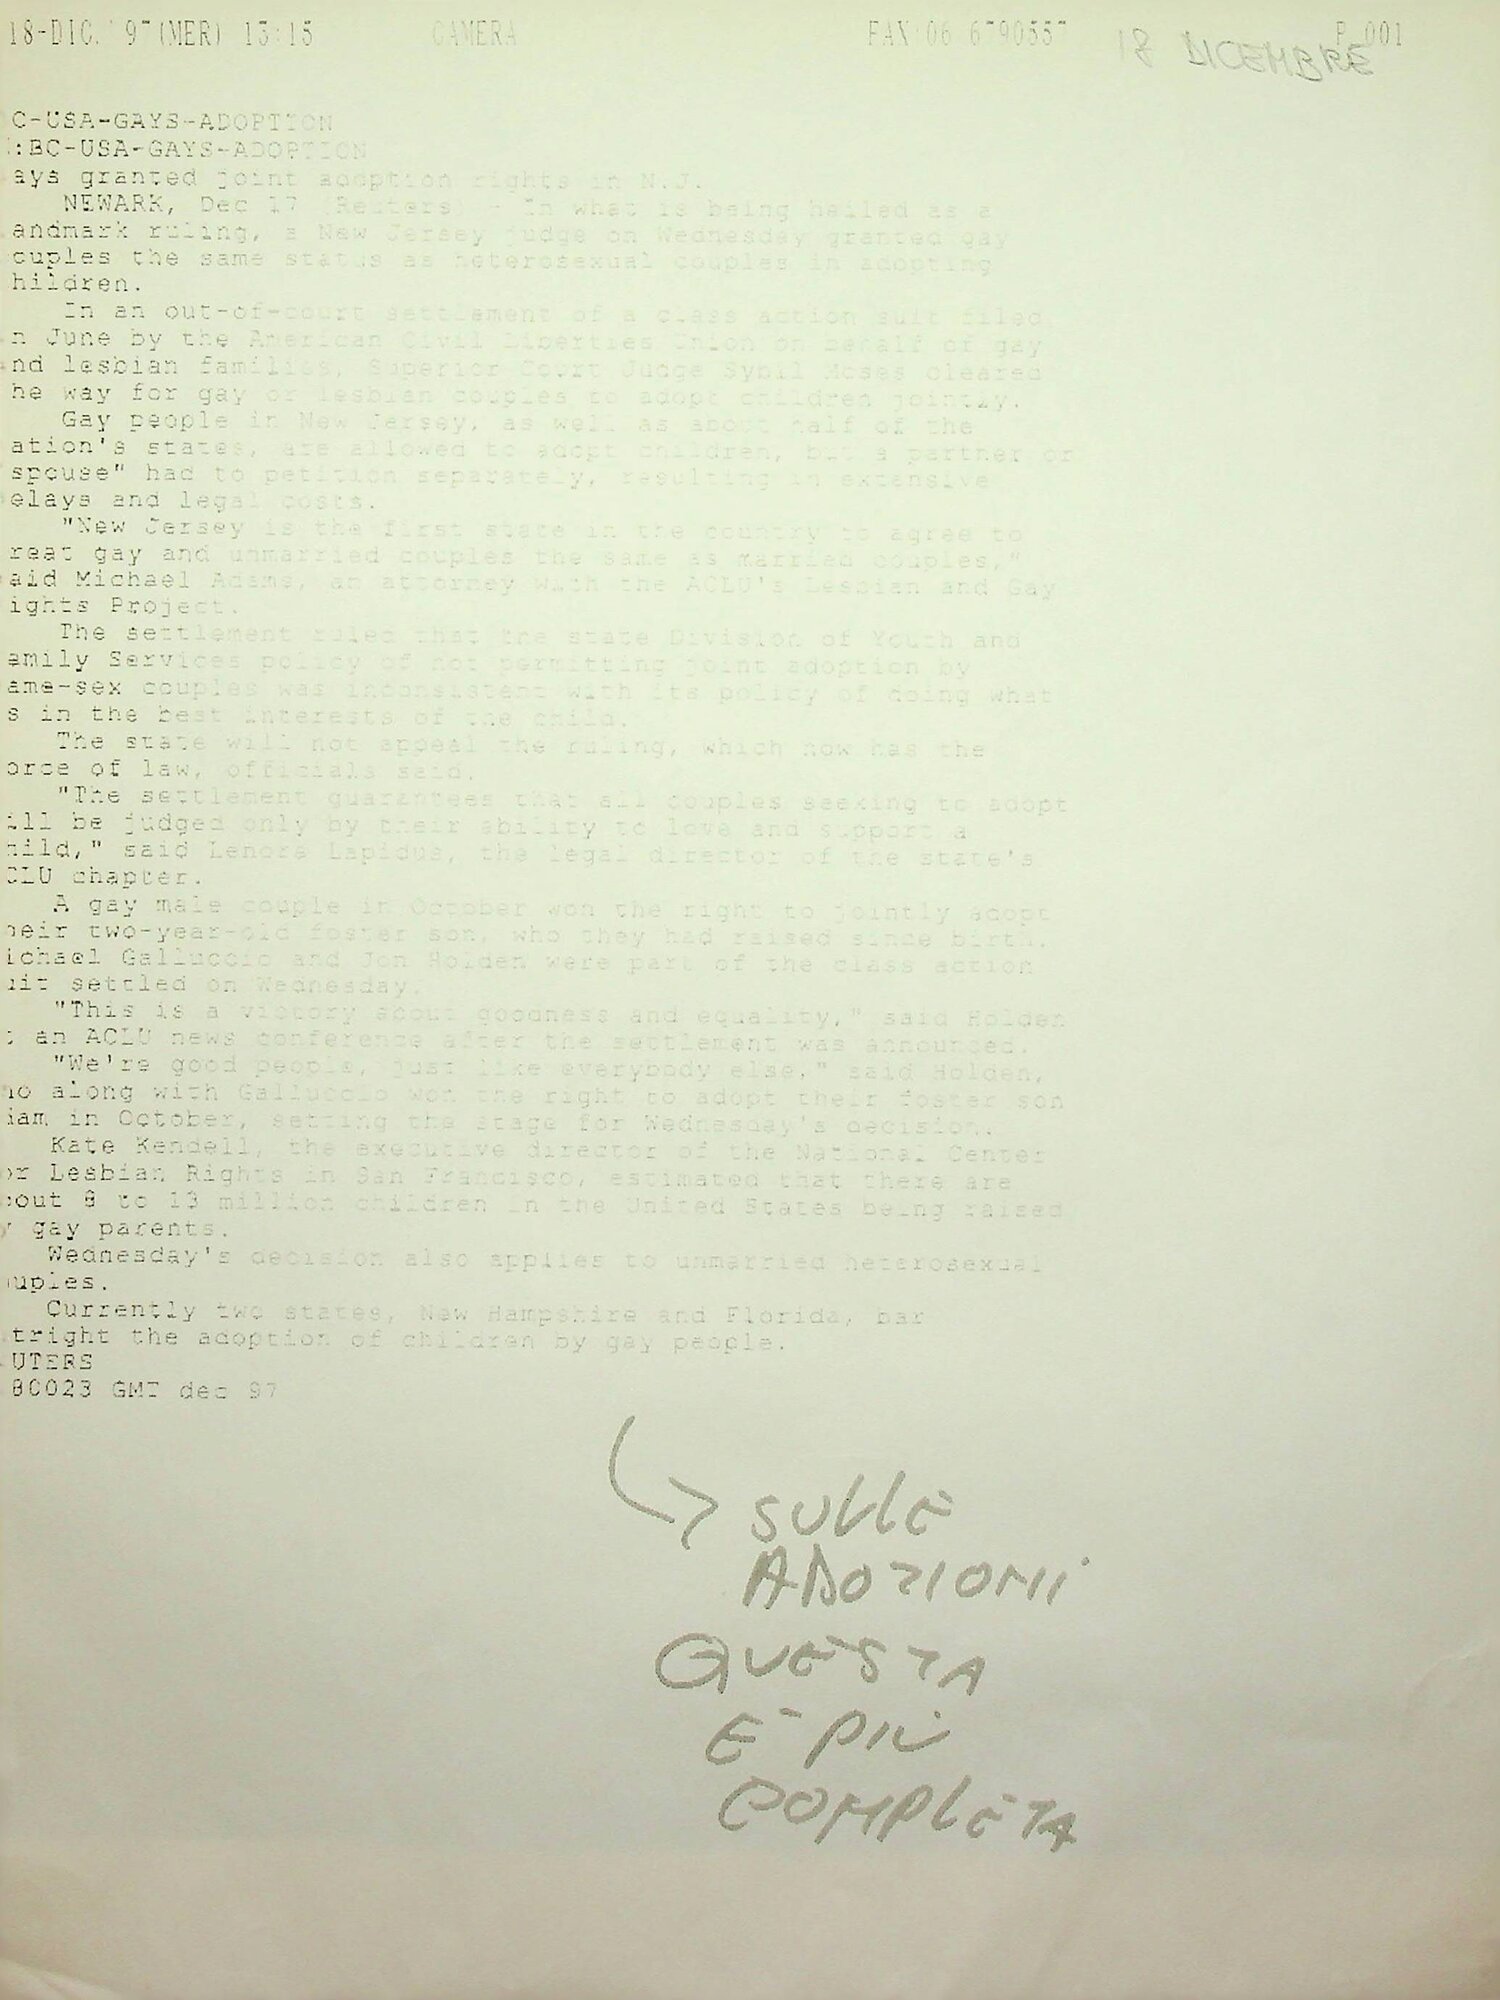 18-DIC. '97(MER) 13:15 CAMERA FAX:06 6790557 P.001
18 DICEMBRE
C-USA-GAYS-ADOPTION
:BC-USA-GAYS-ADOPTION
ays granted joint adoption rights in N.J.
NEWARK, Dec 17 (Reuters) - In what is being hailed as a
andmark ruling, a New Jersey judge on Wednesday granted gay
ouples the same status as heterosexual couples in adopting
hildren.
In an out-of-court settlement of a class action suit filed
n June by the American Civil Liberties Union on behalf of gay
nd lesbian families, Superior Court Judge Sybil Moses cleared
he way for gay or lesbian couples to adopt children jointly.
Gay people in New Jersey, as well as about half of the
ation's states, are allowed to adopt children, but a partner or
spouse" had to petition separately, resulting in extensive
elays and legal costs.
"New Jersey is the first state in the country to agree to
reat gay and unmarried couples the same as married couples,"
aid Michael Adams, an attorney with the ACLU's Lesbian and Gay
ights Project.
The settlement ruled that the state Division of Youth and
amily Services policy of not permitting joint adoption by
ame-sex couples was inconsistent with its policy of doing what
s in the best interests of the child.
The state will not appeal the ruling, which now has the
orce of law, officials said.
"The settlement guarantees that all couples seeking to adopt
ill be judged only by their ability to love and support a
hild," said Lenora Lapidus, the legal director of the state's
CLU chapter.
A gay male couple in October won the right to jointly adopt
heir two-year-old foster son, who they had raised since birth.
ichael Galluccio and Jon Holden were part of the class action
uit settled on Wednesday.
"This is a victory about goodness and equality," said Holden
t an ACLU news conference after the settlement was announced.
"We're good people, just like everybody else," said Holden,
ho along with Galluccio won the right to adopt their foster son
iam in October, setting the stage for Wednesday's decision.
Kate Kendell, the executive director of the National Center
or Lesbian Rights in San Francisco, estimated that there are
bout 8 to 13 million children in the United States being raised
y gay parents.
Wednesday's decision also applies to unmarried heterosexual
uples.
Currently two states, New Hampshire and Florida, bar
tright the adoption of children by gay people.
UTERS
80023 GMT dec 97
SULLE
ADOZIONI
QUESTA
E' PIÙ
COMPLETA